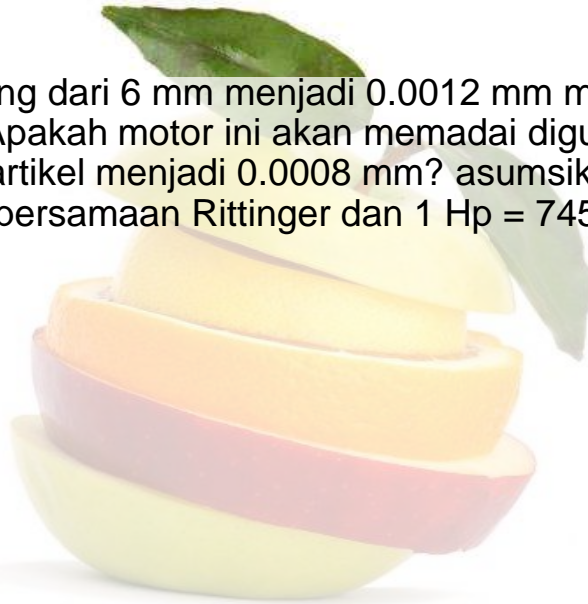 ng dari 6 mm menjadi 0.0012 mm m
Apakah motor ini akan memadai digu
artikel menjadi 0.0008 mm? asumsik
persamaan Rittinger dan 1 Hp = 745